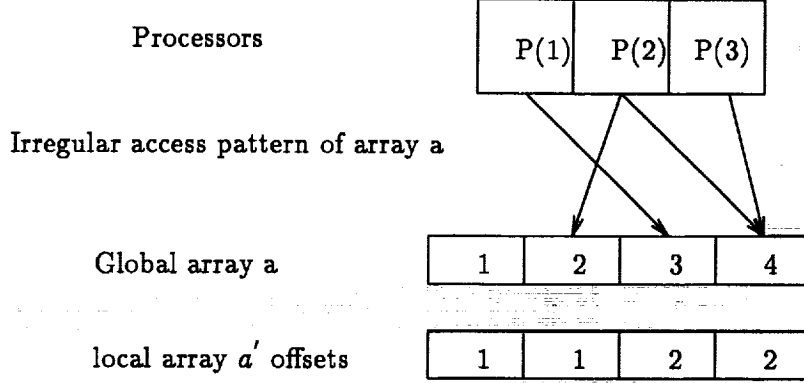 Processors P(1) P(2) P(3)
Irregular access pattern of array a
Global array a 1 2 3 4
local array a′ offsets 1 1 2 2